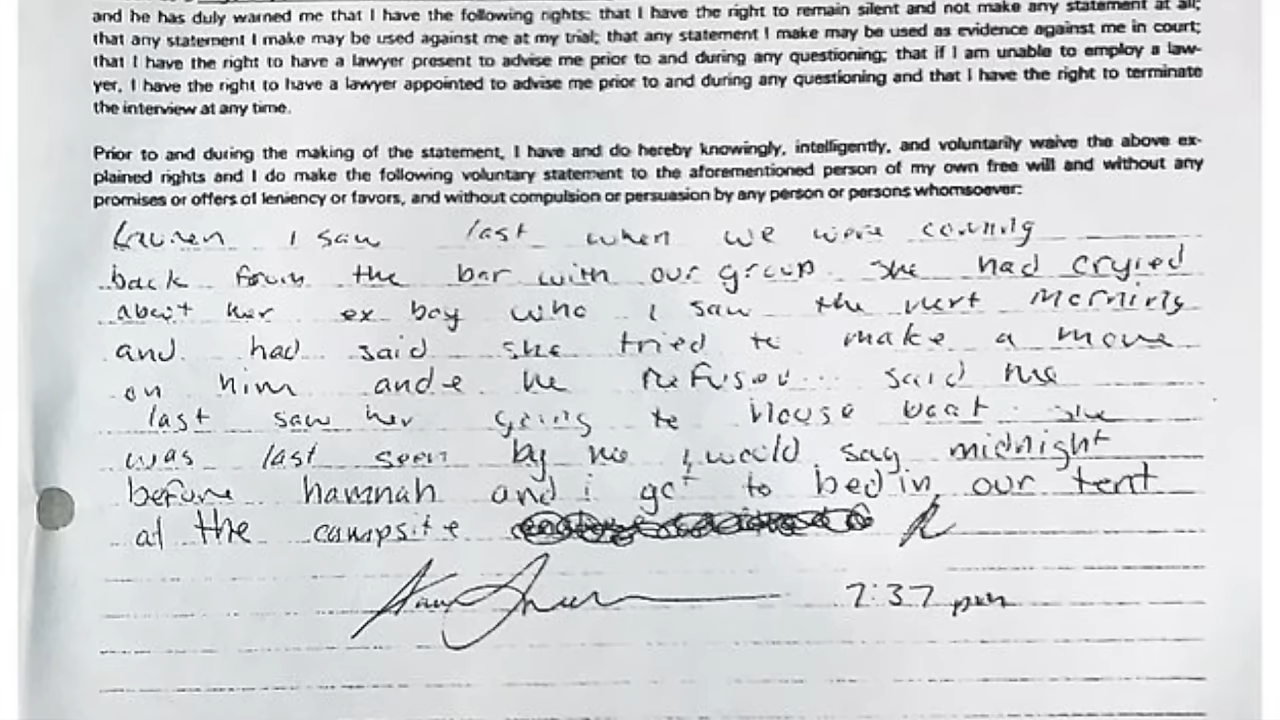 and he has duly warned me that I have the following rights: that I have the right to remain silent and not make any statement at all;
that any statement I make may be used against me at my trial; that any statement I make may be used as evidence against me in court;
that I have the right to have a lawyer present to advise me prior to and during any questioning; that if I am unable to employ a law-
yer, I have the right to have a lawyer appointed to advise me prior to and during any questioning and that I have the right to terminate
the interview at any time.
Prior to and during the making of the statement, I have and do hereby knowingly, intelligently, and voluntarily waive the above ex-
plained rights and I do make the following voluntary statement to the aforementioned person of my own free will and without any
promises or offers of leniency or favors, and without compulsion or persuasion by any person or persons whomsoever:
Lauren I saw last when we were coming
back from the bar with our group. she had cryied
about her ex boy who I saw the next morning
and had said she tried to make a move
on him and he refused. said he
last saw her going to house boat. she
was last seen by me I would say midnight
before hannah and i got to bed in our tent
at the campsite
7:37 pm